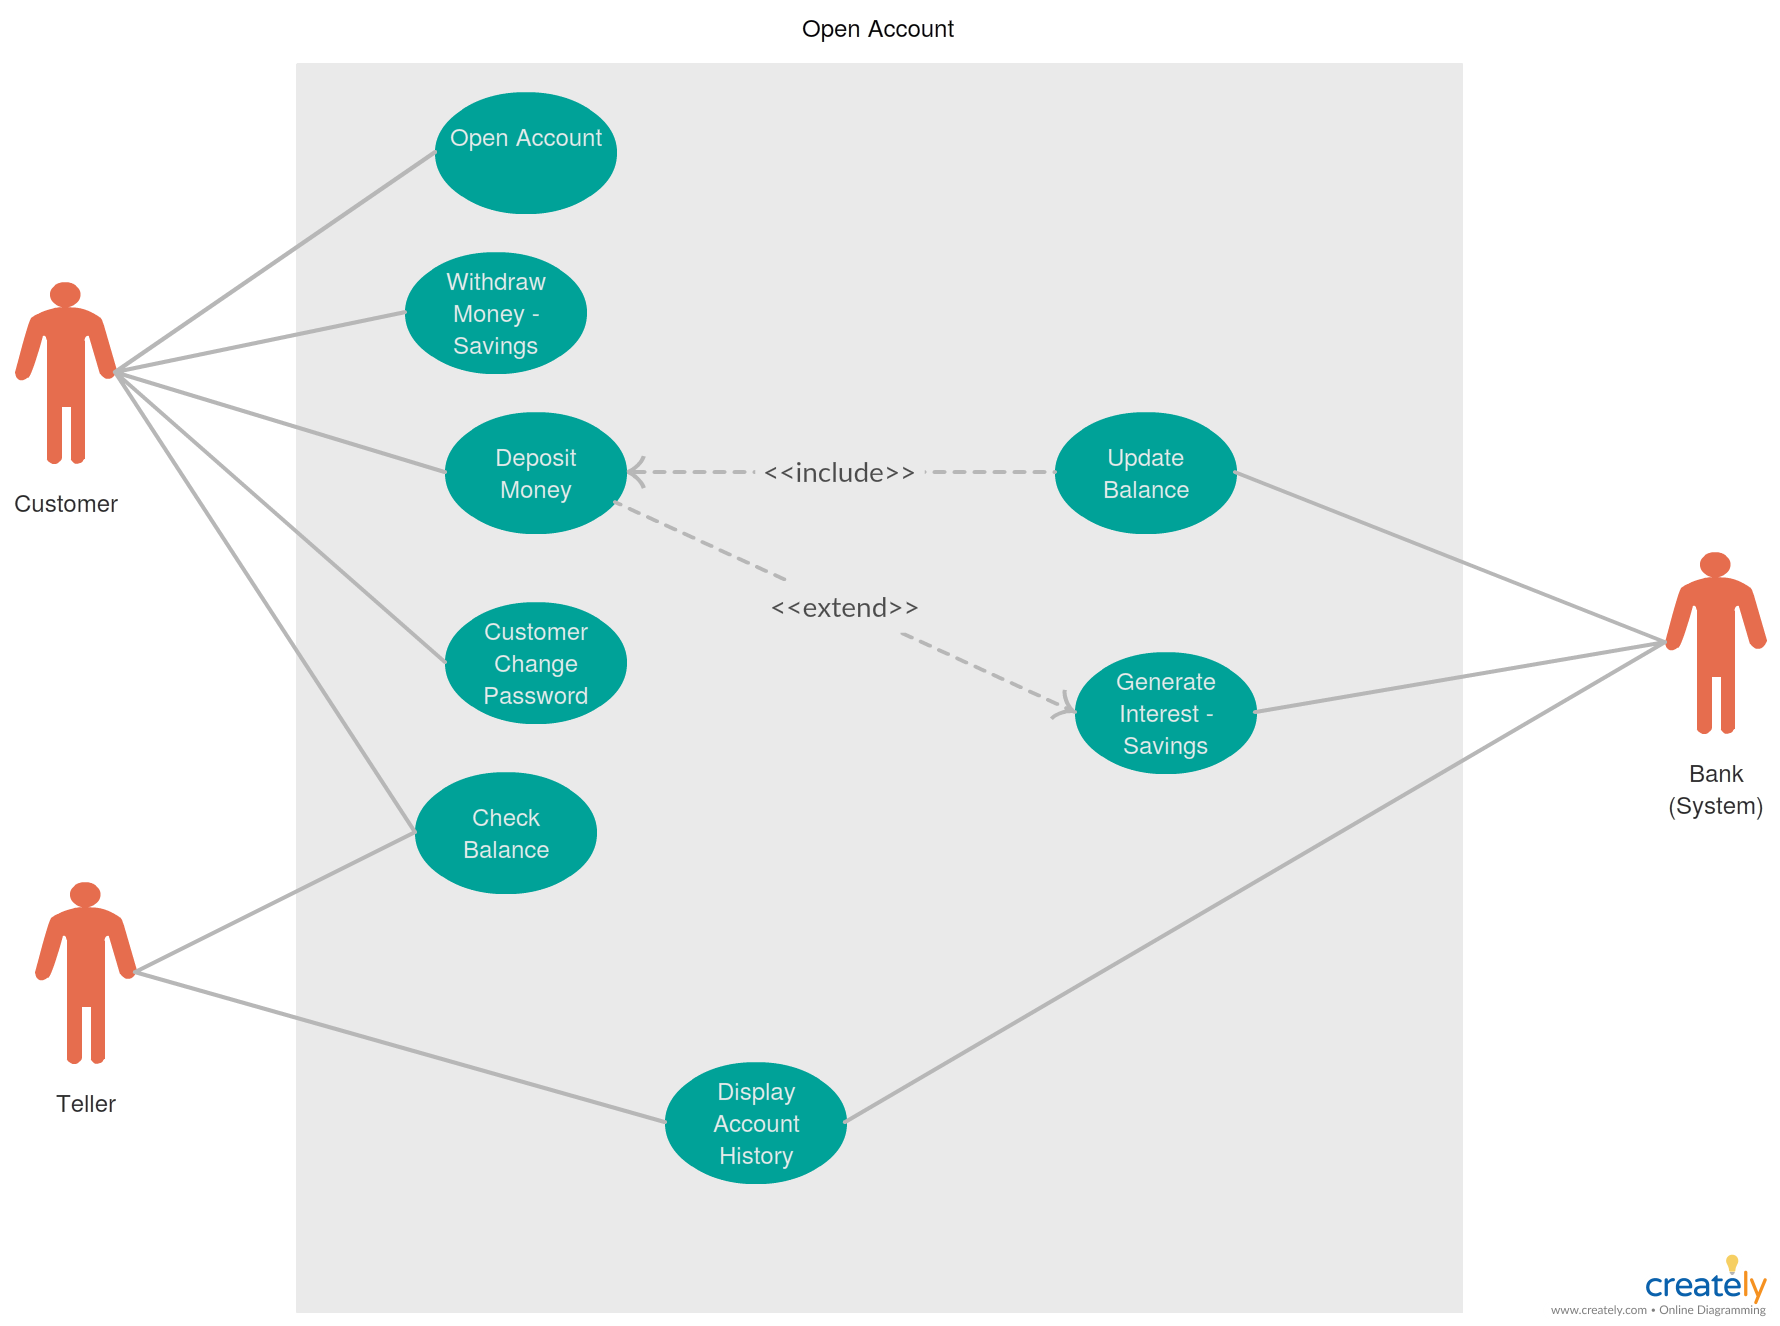 Open Account
Open Account
Withdraw
Money -
Savings
Customer
Deposit
Money
<<include>>
Update
Balance
<<extend>>
Customer
Change
Password
Generate
Interest -
Savings
Bank
(System)
Check
Balance
Teller
Display
Account
History
creately
www.creately.com • Online Diagramming